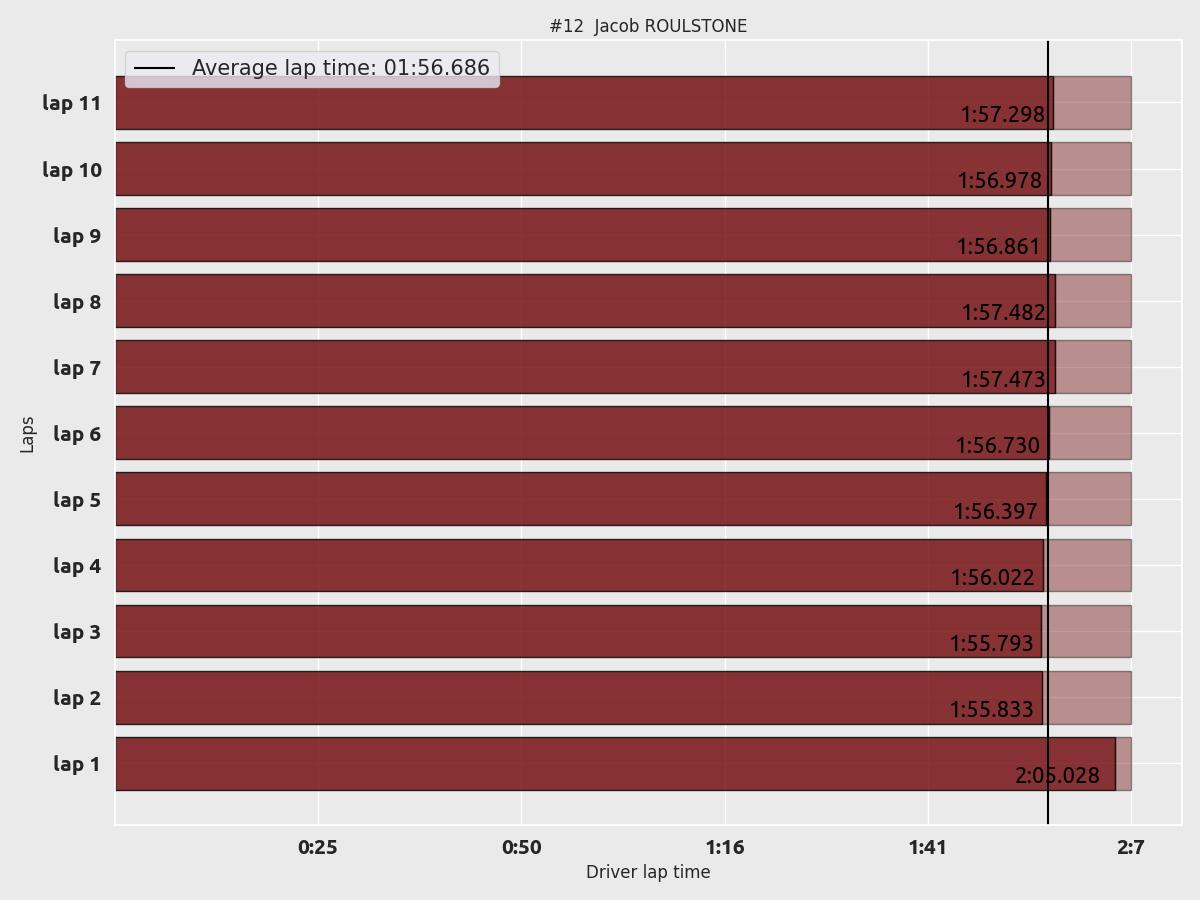 #12  Jacob ROULSTONE
Average lap time: 01:56.686
lap 11
1:57.298
lap 10
1:56.978
lap 9
1:56.861
lap 8
1:57.482
lap 7
1:57.473
Laps
lap 6
1:56.730
lap 5
1:56.397
lap 4
1:56.022
lap 3
1:55.793
lap 2
1:55.833
lap 1
2:05.028
0:25 0:50 1:16 1:41 2:7
Driver lap time